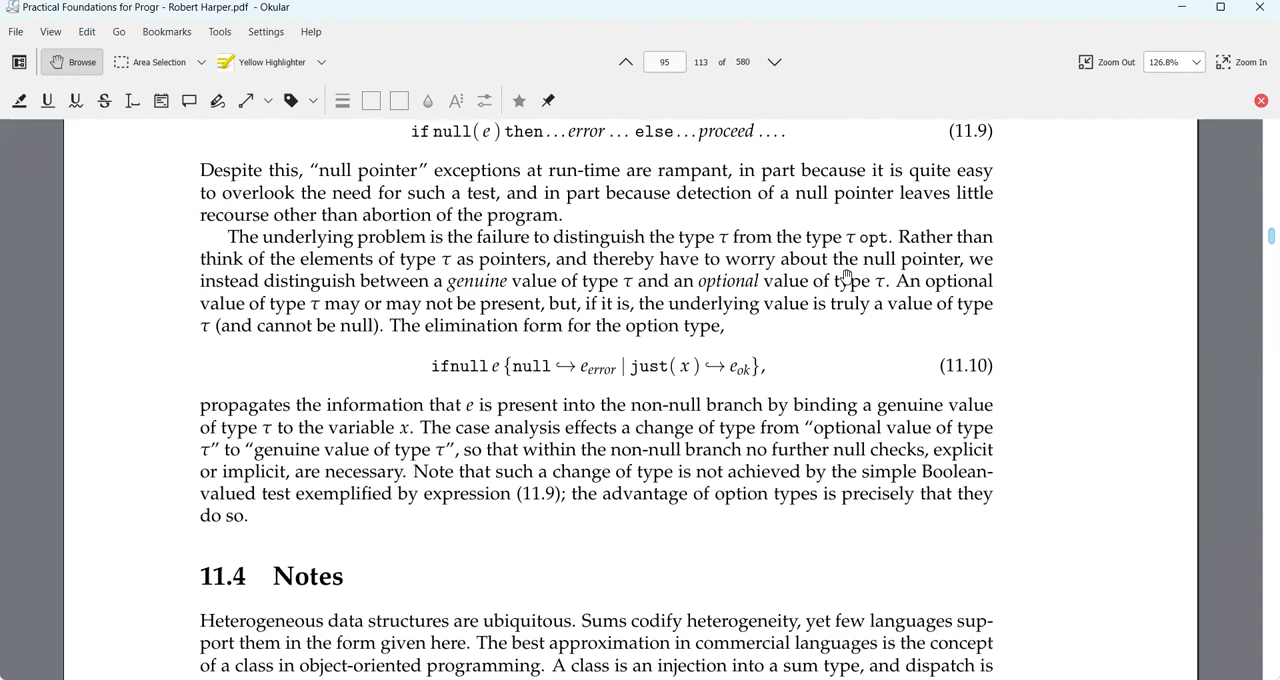 Practical Foundations for Progr - Robert Harper.pdf - Okular
File View Edit Go Bookmarks Tools Settings Help
Browse Area Selection Yellow Highlighter 95 113 of 580 Zoom Out 126.8% Zoom In
if null(e) then...error ... else...proceed .... (11.9)
Despite this, “null pointer” exceptions at run-time are rampant, in part because it is quite easy
to overlook the need for such a test, and in part because detection of a null pointer leaves little
recourse other than abortion of the program.
The underlying problem is the failure to distinguish the type τ from the type τ opt. Rather than
think of the elements of type τ as pointers, and thereby have to worry about the null pointer, we
instead distinguish between a genuine value of type τ and an optional value of type τ. An optional
value of type τ may or may not be present, but, if it is, the underlying value is truly a value of type
τ (and cannot be null). The elimination form for the option type,
ifnull e {null ↪ e_error | just(x) ↪ e_ok}, (11.10)
propagates the information that e is present into the non-null branch by binding a genuine value
of type τ to the variable x. The case analysis effects a change of type from “optional value of type
τ” to “genuine value of type τ”, so that within the non-null branch no further null checks, explicit
or implicit, are necessary. Note that such a change of type is not achieved by the simple Boolean-
valued test exemplified by expression (11.9); the advantage of option types is precisely that they
do so.
11.4 Notes
Heterogeneous data structures are ubiquitous. Sums codify heterogeneity, yet few languages sup-
port them in the form given here. The best approximation in commercial languages is the concept
of a class in object-oriented programming. A class is an injection into a sum type, and dispatch is